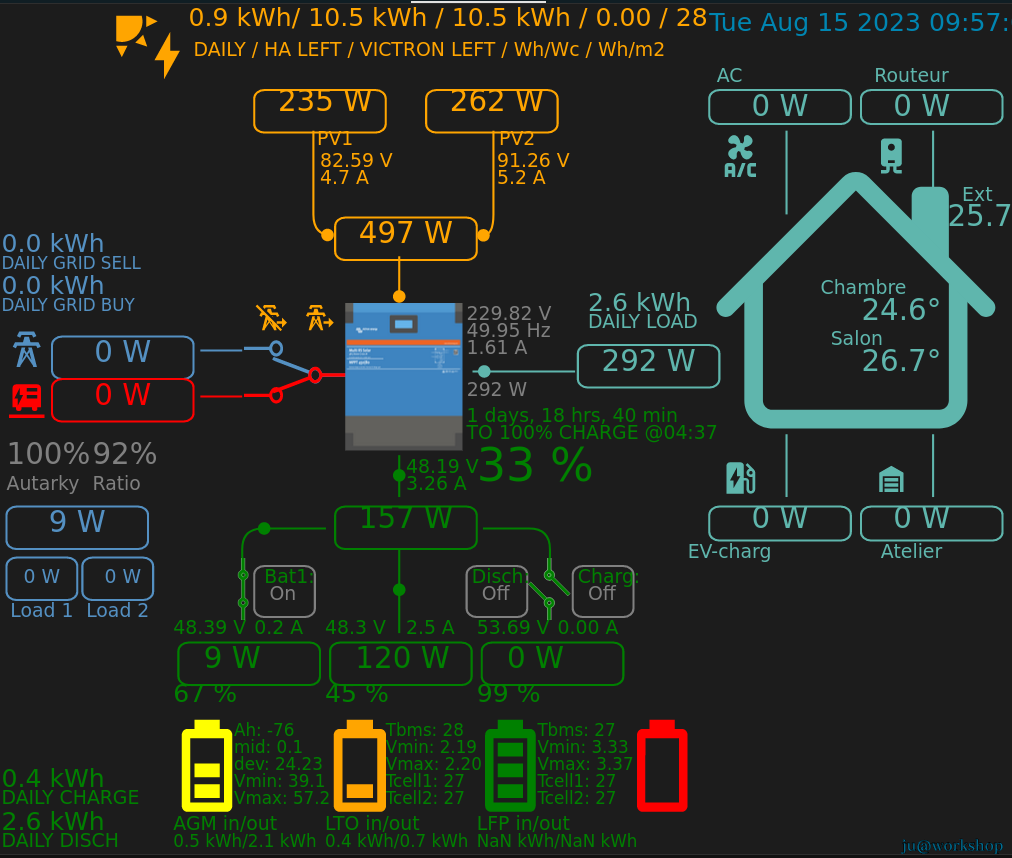 0.9 kWh/ 10.5 kWh / 10.5 kWh / 0.00 / 28
Tue Aug 15 2023 09:57:
DAILY / HA LEFT / VICTRON LEFT / Wh/Wc / Wh/m2
AC
Routeur
235 W
262 W
0 W
0 W
PV1
82.59 V
4.7 A
PV2
91.26 V
5.2 A
A/C
Ext
25.7
497 W
0.0 kWh
DAILY GRID SELL
0.0 kWh
DAILY GRID BUY
229.82 V
49.95 Hz
1.61 A
2.6 kWh
DAILY LOAD
Chambre
24.6°
Salon
26.7°
0 W
0 W
292 W
292 W
1 days, 18 hrs, 40 min
TO 100% CHARGE @04:37
100%
Autarky
92%
Ratio
48.19 V
3.26 A
33 %
9 W
157 W
0 W
0 W
EV-charg
Atelier
0 W
0 W
Load 1
Load 2
Bat1:
On
Disch:
Off
Charg:
Off
48.39 V 0.2 A
48.3 V 2.5 A
53.69 V 0.00 A
9 W
120 W
0 W
67 %
45 %
99 %
Ah: -76
mid: 0.1
dev: 24.23
Vmin: 39.1
Vmax: 57.2
Tbms: 28
Vmin: 2.19
Vmax: 2.20
Tcell1: 27
Tcell2: 27
Tbms: 27
Vmin: 3.33
Vmax: 3.37
Tcell1: 27
Tcell2: 27
0.4 kWh
DAILY CHARGE
2.6 kWh
DAILY DISCH
AGM in/out
0.5 kWh/2.1 kWh
LTO in/out
0.4 kWh/0.7 kWh
LFP in/out
NaN kWh/NaN kWh
ju@workshop